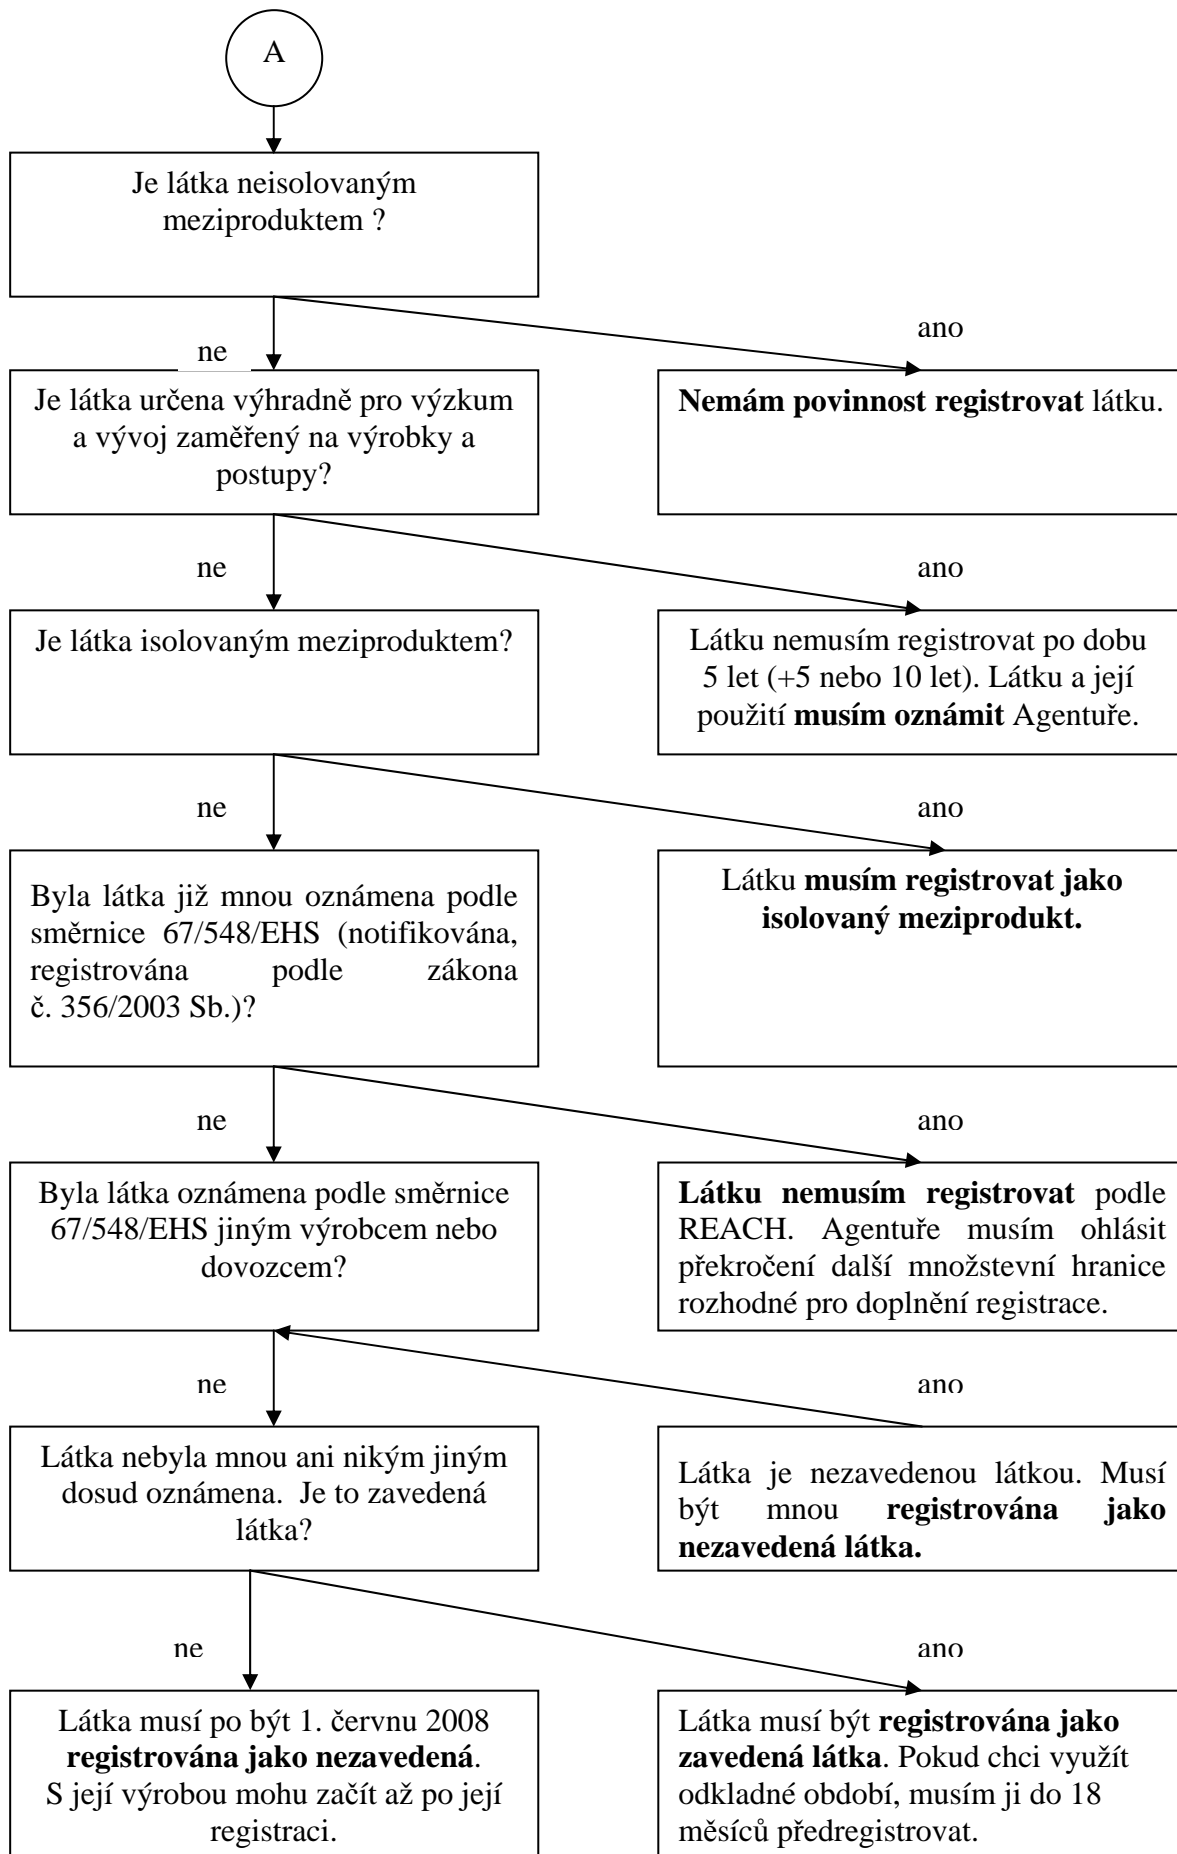 A
Je látka neisolovaným
meziproduktem ?
ne
ano
Je látka určena výhradně pro výzkum
a vývoj zaměřený na výrobky a
postupy?
Nemám povinnost registrovat látku.
ne
ano
Je látka isolovaným meziproduktem?
Látku nemusím registrovat po dobu
5 let (+5 nebo 10 let). Látku a její
použití musím oznámit Agentuře.
ne
ano
Byla látka již mnou oznámena podle
směrnice 67/548/EHS (notifikována,
registrována podle zákona
č. 356/2003 Sb.)?
Látku musím registrovat jako
isolovaný meziprodukt.
ne
ano
Byla látka oznámena podle směrnice
67/548/EHS jiným výrobcem nebo
dovozcem?
Látku nemusím registrovat podle
REACH. Agentuře musím ohlásit
překročení další množstevní hranice
rozhodné pro doplnění registrace.
ne
ano
Látka nebyla mnou ani nikým jiným
dosud oznámena. Je to zavedená
látka?
Látka je nezavedenou látkou. Musí
být mnou registrována jako
nezavedená látka.
ne
ano
Látka musí po být 1. červnu 2008
registrována jako nezavedená.
S její výrobou mohu začít až po její
registraci.
Látka musí být registrována jako
zavedená látka. Pokud chci využít
odkladné období, musím ji do 18
měsíců předregistrovat.